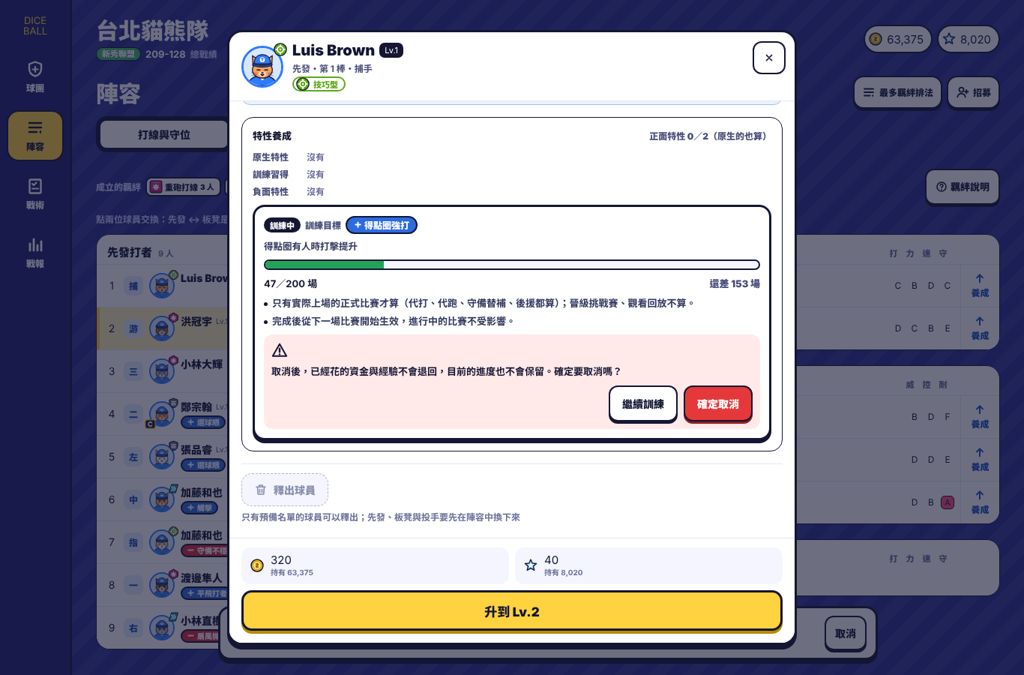 DICE
BALL
球團
陣容
戰術
戰報
台北貓熊隊
新秀聯盟 209-128 總戰績
63,375
8,020
陣容
最多羈絆排法
招募
打線與守位
成立的羈絆 重砲打線 3 人
羈絆說明
點兩位球員交換:先發 ↔ 板凳是
先發打者 9 人
打 力 速 守
1 捕 Luis Brow
C B D C
養成
2 游 洪冠宇 Lv.1
D C B E
養成
3 三 小林大輝
4 二 鄭宗翰 Lv.1
C
+ 選球眼
5 左 張品睿 Lv.1
+ 選球眼
6 中 加藤和也
+ 觸擊
7 指 加藤和也
− 守備不穩
8 一 渡邊隼人
+ 平飛打者
9 右 小林直樹
威 控 耐
B D F
養成
D D E
養成
D B A
養成
打 力 速 守
取消
Luis Brown Lv.1
先發・第 1 棒・捕手
技巧型
×
特性養成
正面特性 0/2(原生的也算)
原生特性 沒有
訓練習得 沒有
負面特性 沒有
訓練中 訓練目標 + 得點圈強打
得點圈有人時打擊提升
47/200 場
還差 153 場
• 只有實際上場的正式比賽才算(代打、代跑、守備替補、後援都算);晉級挑戰賽、觀看回放不算。
• 完成後從下一場比賽開始生效,進行中的比賽不受影響。
取消後,已經花的資金與經驗不會退回,目前的進度也不會保留。確定要取消嗎?
繼續訓練
確定取消
釋出球員
只有預備名單的球員可以釋出;先發、板凳與投手要先在陣容中換下來
320
持有 63,375
40
持有 8,020
升到 Lv.2